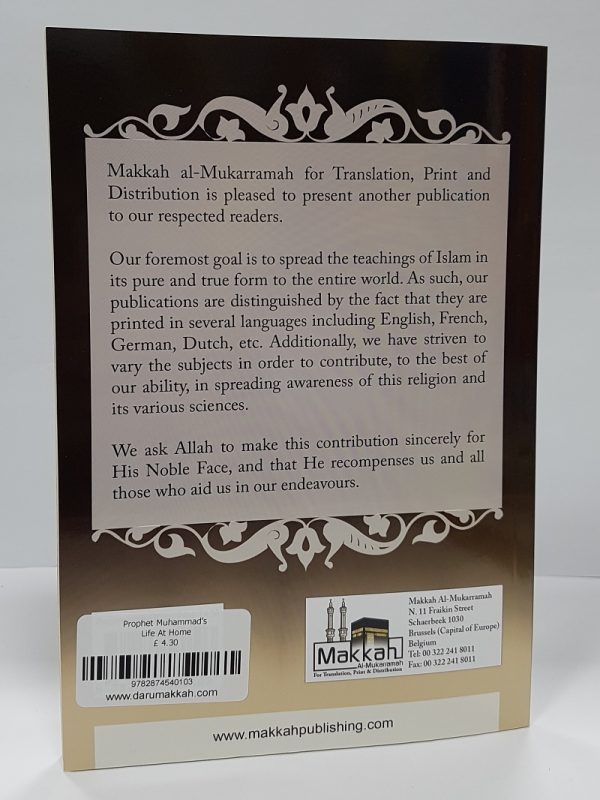 Makkah al-Mukarramah for Translation, Print and
Distribution is pleased to present another publication
to our respected readers.
Our foremost goal is to spread the teachings of Islam in
its pure and true form to the entire world. As such, our
publications are distinguished by the fact that they are
printed in several languages including English, French,
German, Dutch, etc. Additionally, we have striven to
vary the subjects in order to contribute, to the best of
our ability, in spreading awareness of this religion and
its various sciences.
We ask Allah to make this contribution sincerely for
His Noble Face, and that He recompenses us and all
those who aid us in our endeavours.
Prophet Muhammad's
Life At Home
£ 4.30
9782874540103
www.darumakkah.com
Makkah
Al-Mukarramah
For Translation, Print & Distribution
Makkah Al-Mukarramah
N. 11 Fraikin Street
Schaerbeek 1030
Brussels (Capital of Europe)
Belgium
Tel: 00 322 241 8011
Fax: 00 322 241 8011
www.makkahpublishing.com